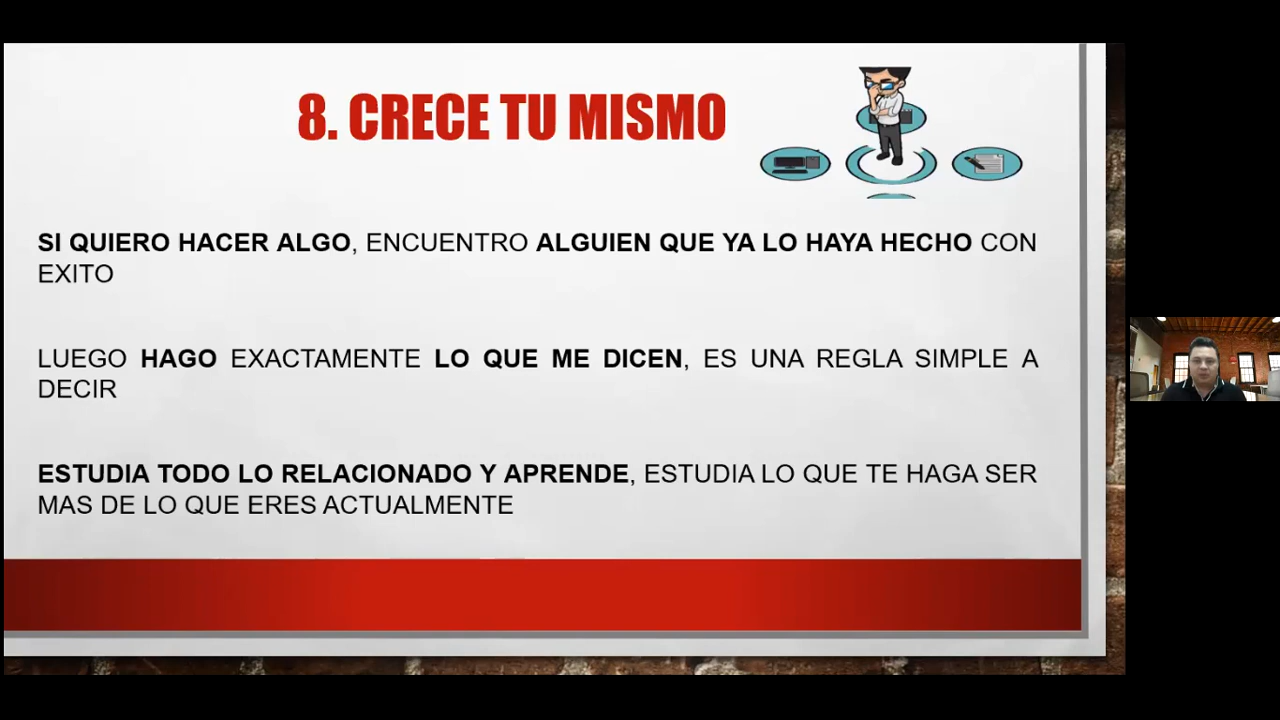 8. CRECE TU MISMO
SI QUIERO HACER ALGO, ENCUENTRO ALGUIEN QUE YA LO HAYA HECHO CON
EXITO
LUEGO HAGO EXACTAMENTE LO QUE ME DICEN, ES UNA REGLA SIMPLE A
DECIR
ESTUDIA TODO LO RELACIONADO Y APRENDE, ESTUDIA LO QUE TE HAGA SER
MAS DE LO QUE ERES ACTUALMENTE